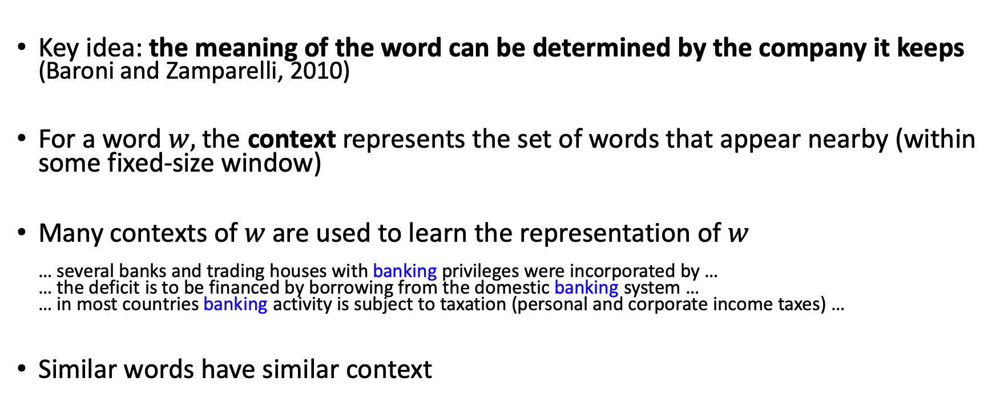 • Key idea: the meaning of the word can be determined by the company it keeps
(Baroni and Zamparelli, 2010)
• For a word w, the context represents the set of words that appear nearby (within
some fixed-size window)
• Many contexts of w are used to learn the representation of w
... several banks and trading houses with banking privileges were incorporated by ...
... the deficit is to be financed by borrowing from the domestic banking system ...
... in most countries banking activity is subject to taxation (personal and corporate income taxes) ...
• Similar words have similar context